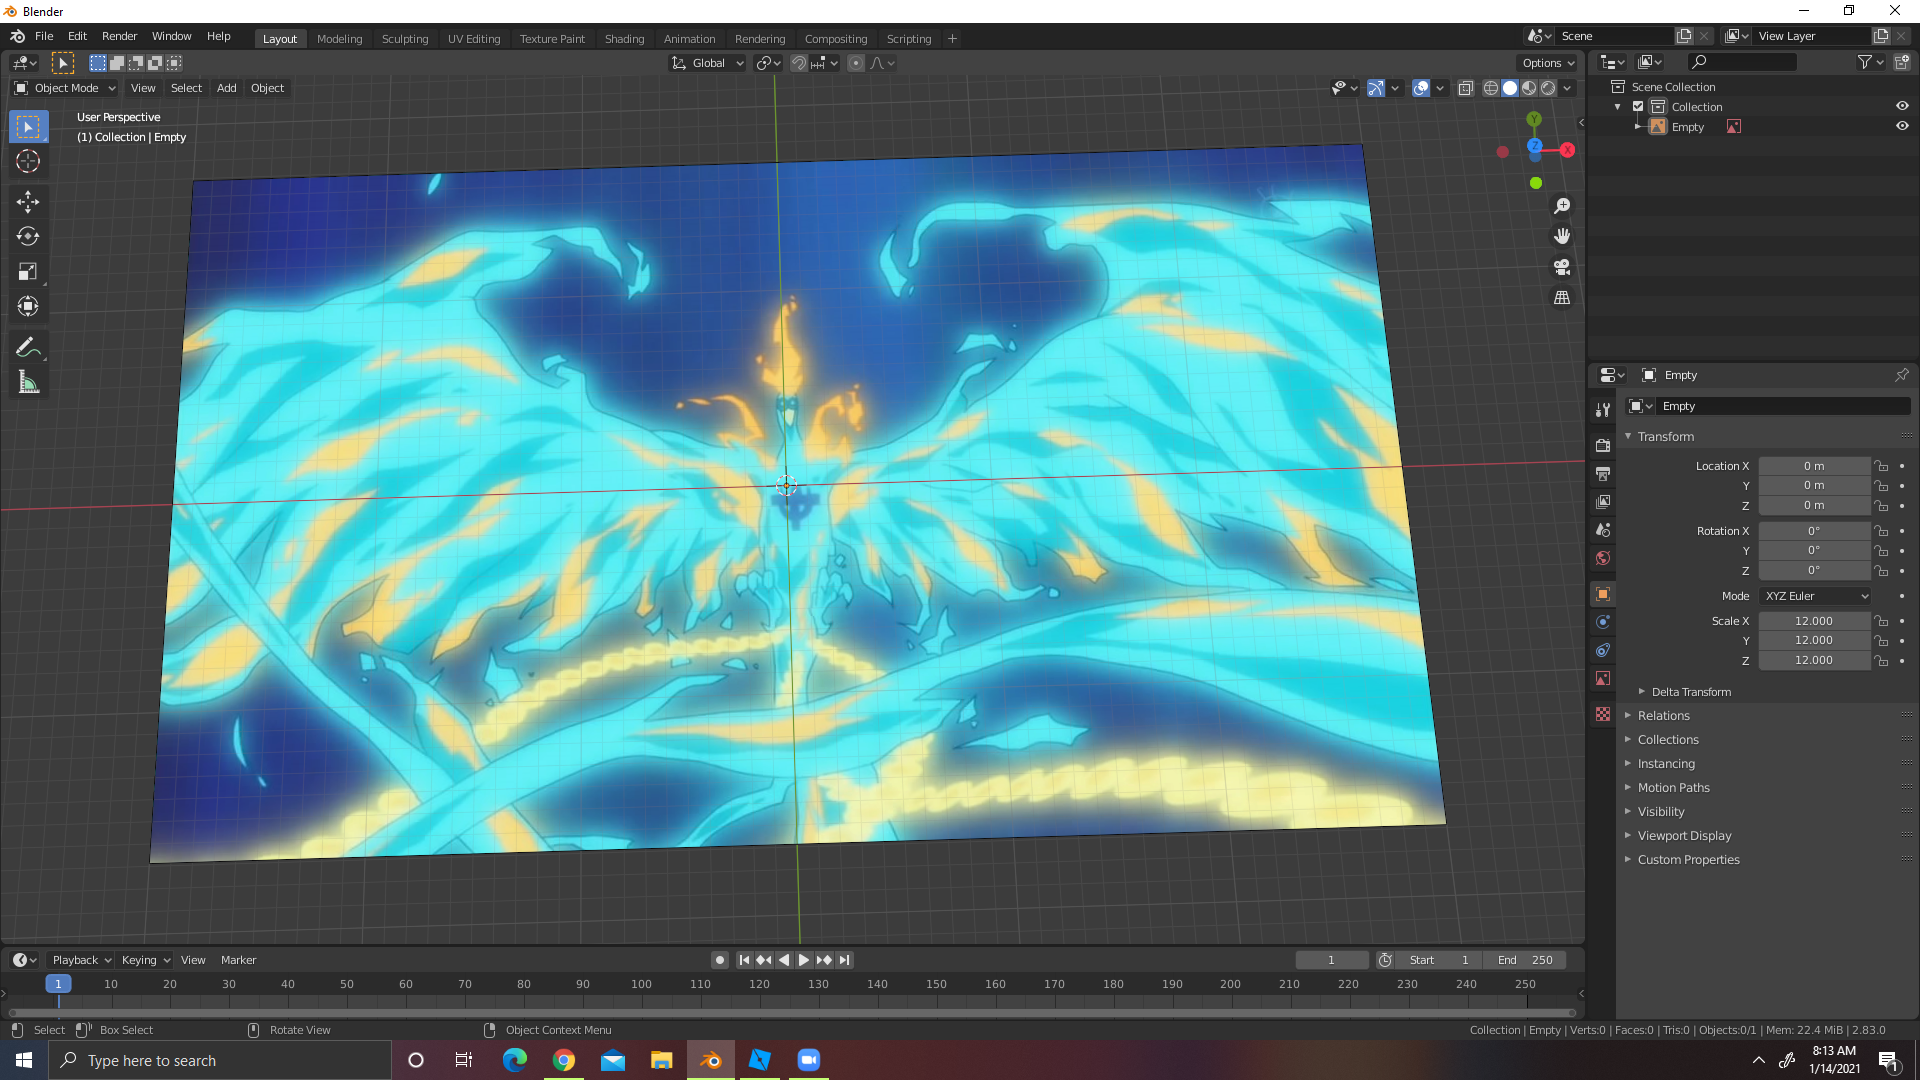 Blender
File Edit Render Window Help
Layout Modeling Sculpting UV Editing Texture Paint Shading Animation Rendering Compositing Scripting +
Scene
View Layer
Global
Options
Object Mode View Select Add Object
User Perspective
(1) Collection | Empty
Y
Z
X
Scene Collection
Collection
Empty
Empty
Empty
Transform
Location X 0 m
Y 0 m
Z 0 m
Rotation X 0°
Y 0°
Z 0°
Mode XYZ Euler
Scale X 12.000
Y 12.000
Z 12.000
Delta Transform
Relations
Collections
Instancing
Motion Paths
Visibility
Viewport Display
Custom Properties
Playback Keying View Marker
1
Start 1
End 250
1 10 20 30 40 50 60 70 80 90 100 110 120 130 140 150 160 170 180 190 200 210 220 230 240 250
Select Box Select Rotate View Object Context Menu
Collection | Empty | Verts:0 | Faces:0 | Tris:0 | Objects:0/1 | Mem: 22.4 MiB | 2.83.0
Type here to search
8:13 AM
1/14/2021
1